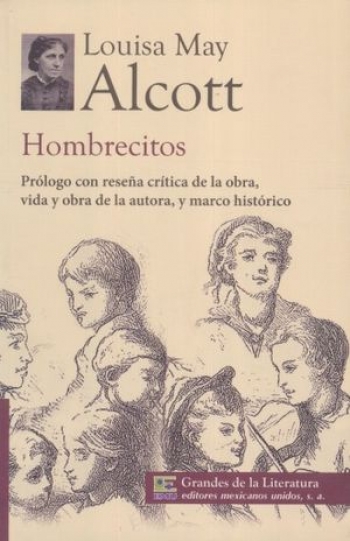 Louisa May
Alcott
Hombrecitos
Prólogo con reseña crítica de la obra,
vida y obra de la autora, y marco histórico
EMU
Grandes de la Literatura
editores mexicanos unidos, s. a.